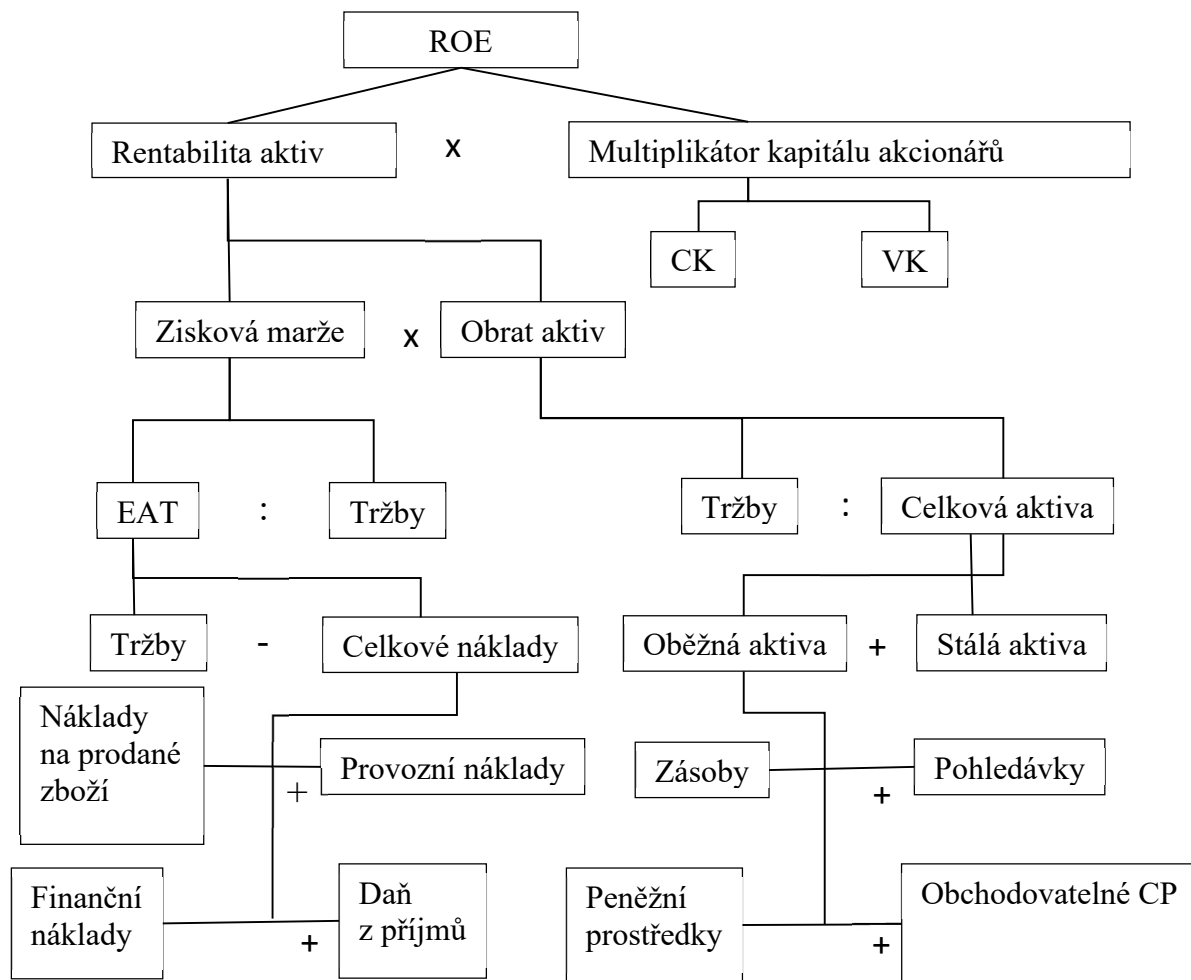 ROE
Rentabilita aktiv x Multiplikátor kapitálu akcionářů
CK VK
Zisková marže x Obrat aktiv
EAT : Tržby Tržby : Celková aktiva
Tržby - Celkové náklady Oběžná aktiva + Stálá aktiva
Náklady
na prodané
zboží
+ Provozní náklady
Zásoby + Pohledávky
Finanční
náklady
+
Daň
z příjmů
Peněžní
prostředky
+
Obchodovatelné CP